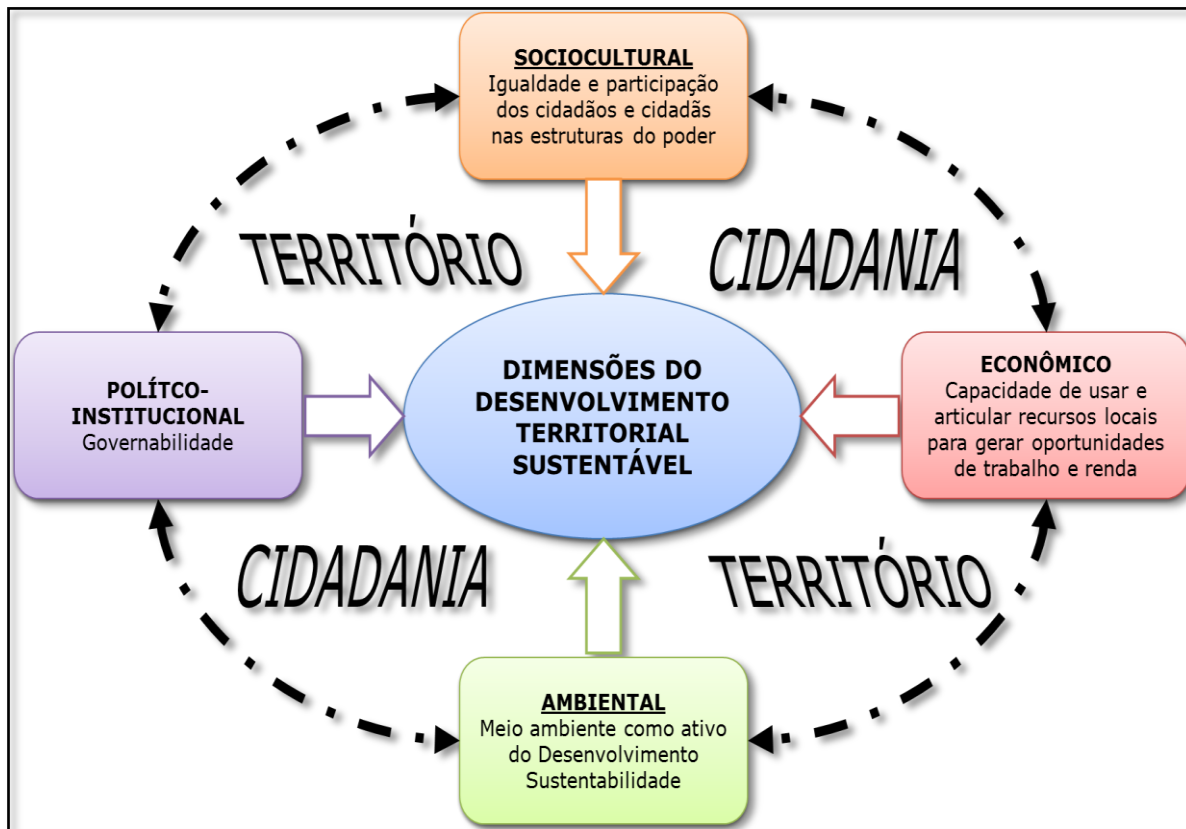 SOCIOCULTURAL
Igualdade e participação
dos cidadãos e cidadãs
nas estruturas do poder
TERRITÓRIO
CIDADANIA
POLÍTCO-
INSTITUCIONAL
Governabilidade
DIMENSÕES DO
DESENVOLVIMENTO
TERRITORIAL
SUSTENTÁVEL
ECONÔMICO
Capacidade de usar e
articular recursos locais
para gerar oportunidades
de trabalho e renda
CIDADANIA
TERRITÓRIO
AMBIENTAL
Meio ambiente como ativo
do Desenvolvimento
Sustentabilidade